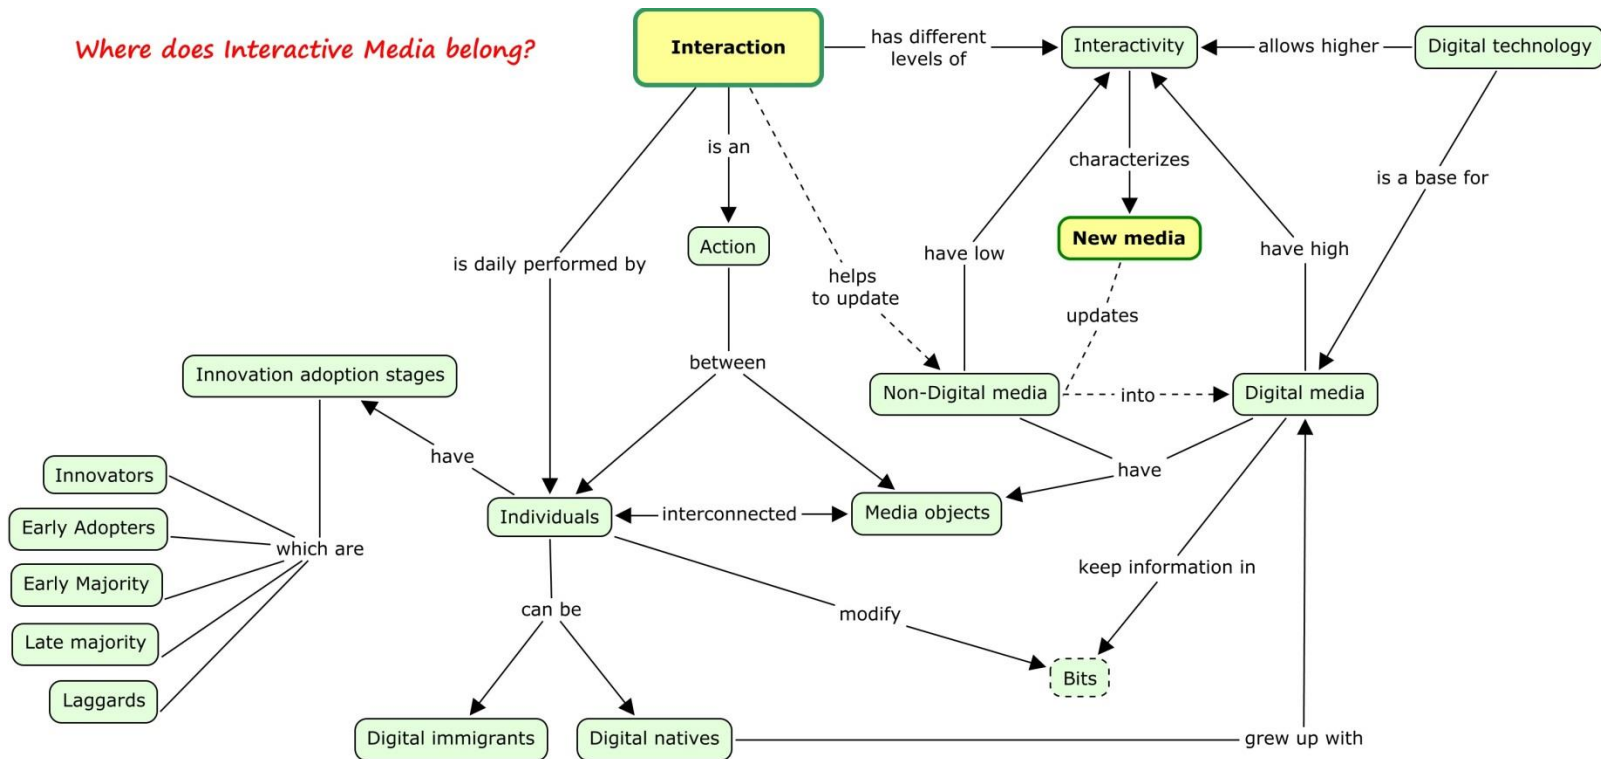 Where does Interactive Media belong?
Interaction
has different
levels of
Interactivity
allows higher
Digital technology
is an
characterizes
is a base for
Action
New media
have low
have high
is daily performed by
helps
to update
updates
between
Innovation adoption stages
Non-Digital media
into
Digital media
have
have
Innovators
Individuals
interconnected
Media objects
Early Adopters
which are
keep information in
Early Majority
can be
modify
Late majority
Bits
Laggards
Digital immigrants
Digital natives
grew up with